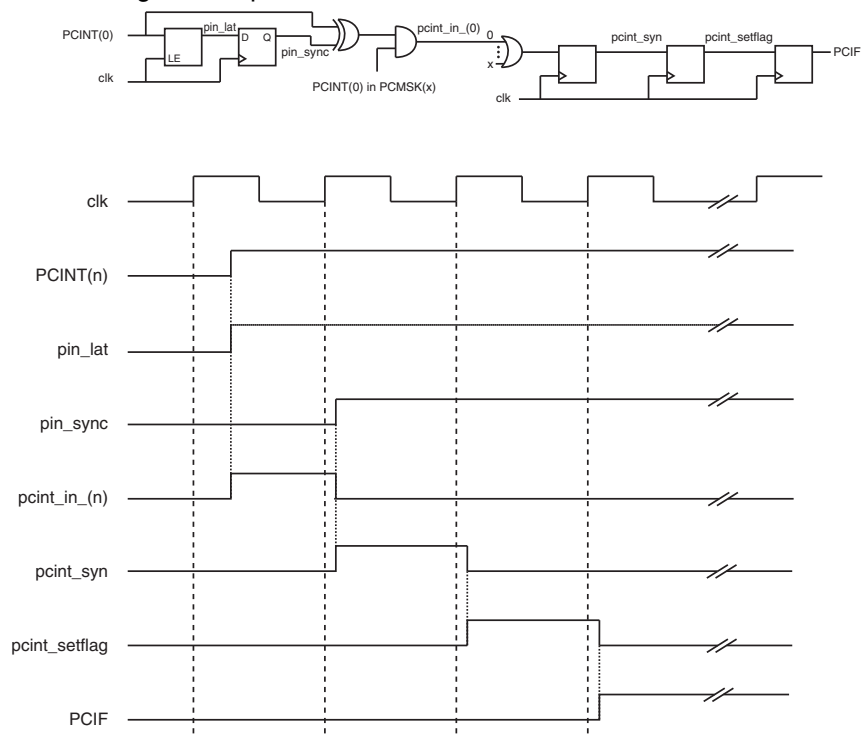 PCINT(0)
pin_lat
D Q
LE
pin_sync
clk
PCINT(0) in PCMSK(x)
pcint_in_(0)
0
x
pcint_syn
pcint_setflag
PCIF
clk
clk
PCINT(n)
pin_lat
pin_sync
pcint_in_(n)
pcint_syn
pcint_setflag
PCIF